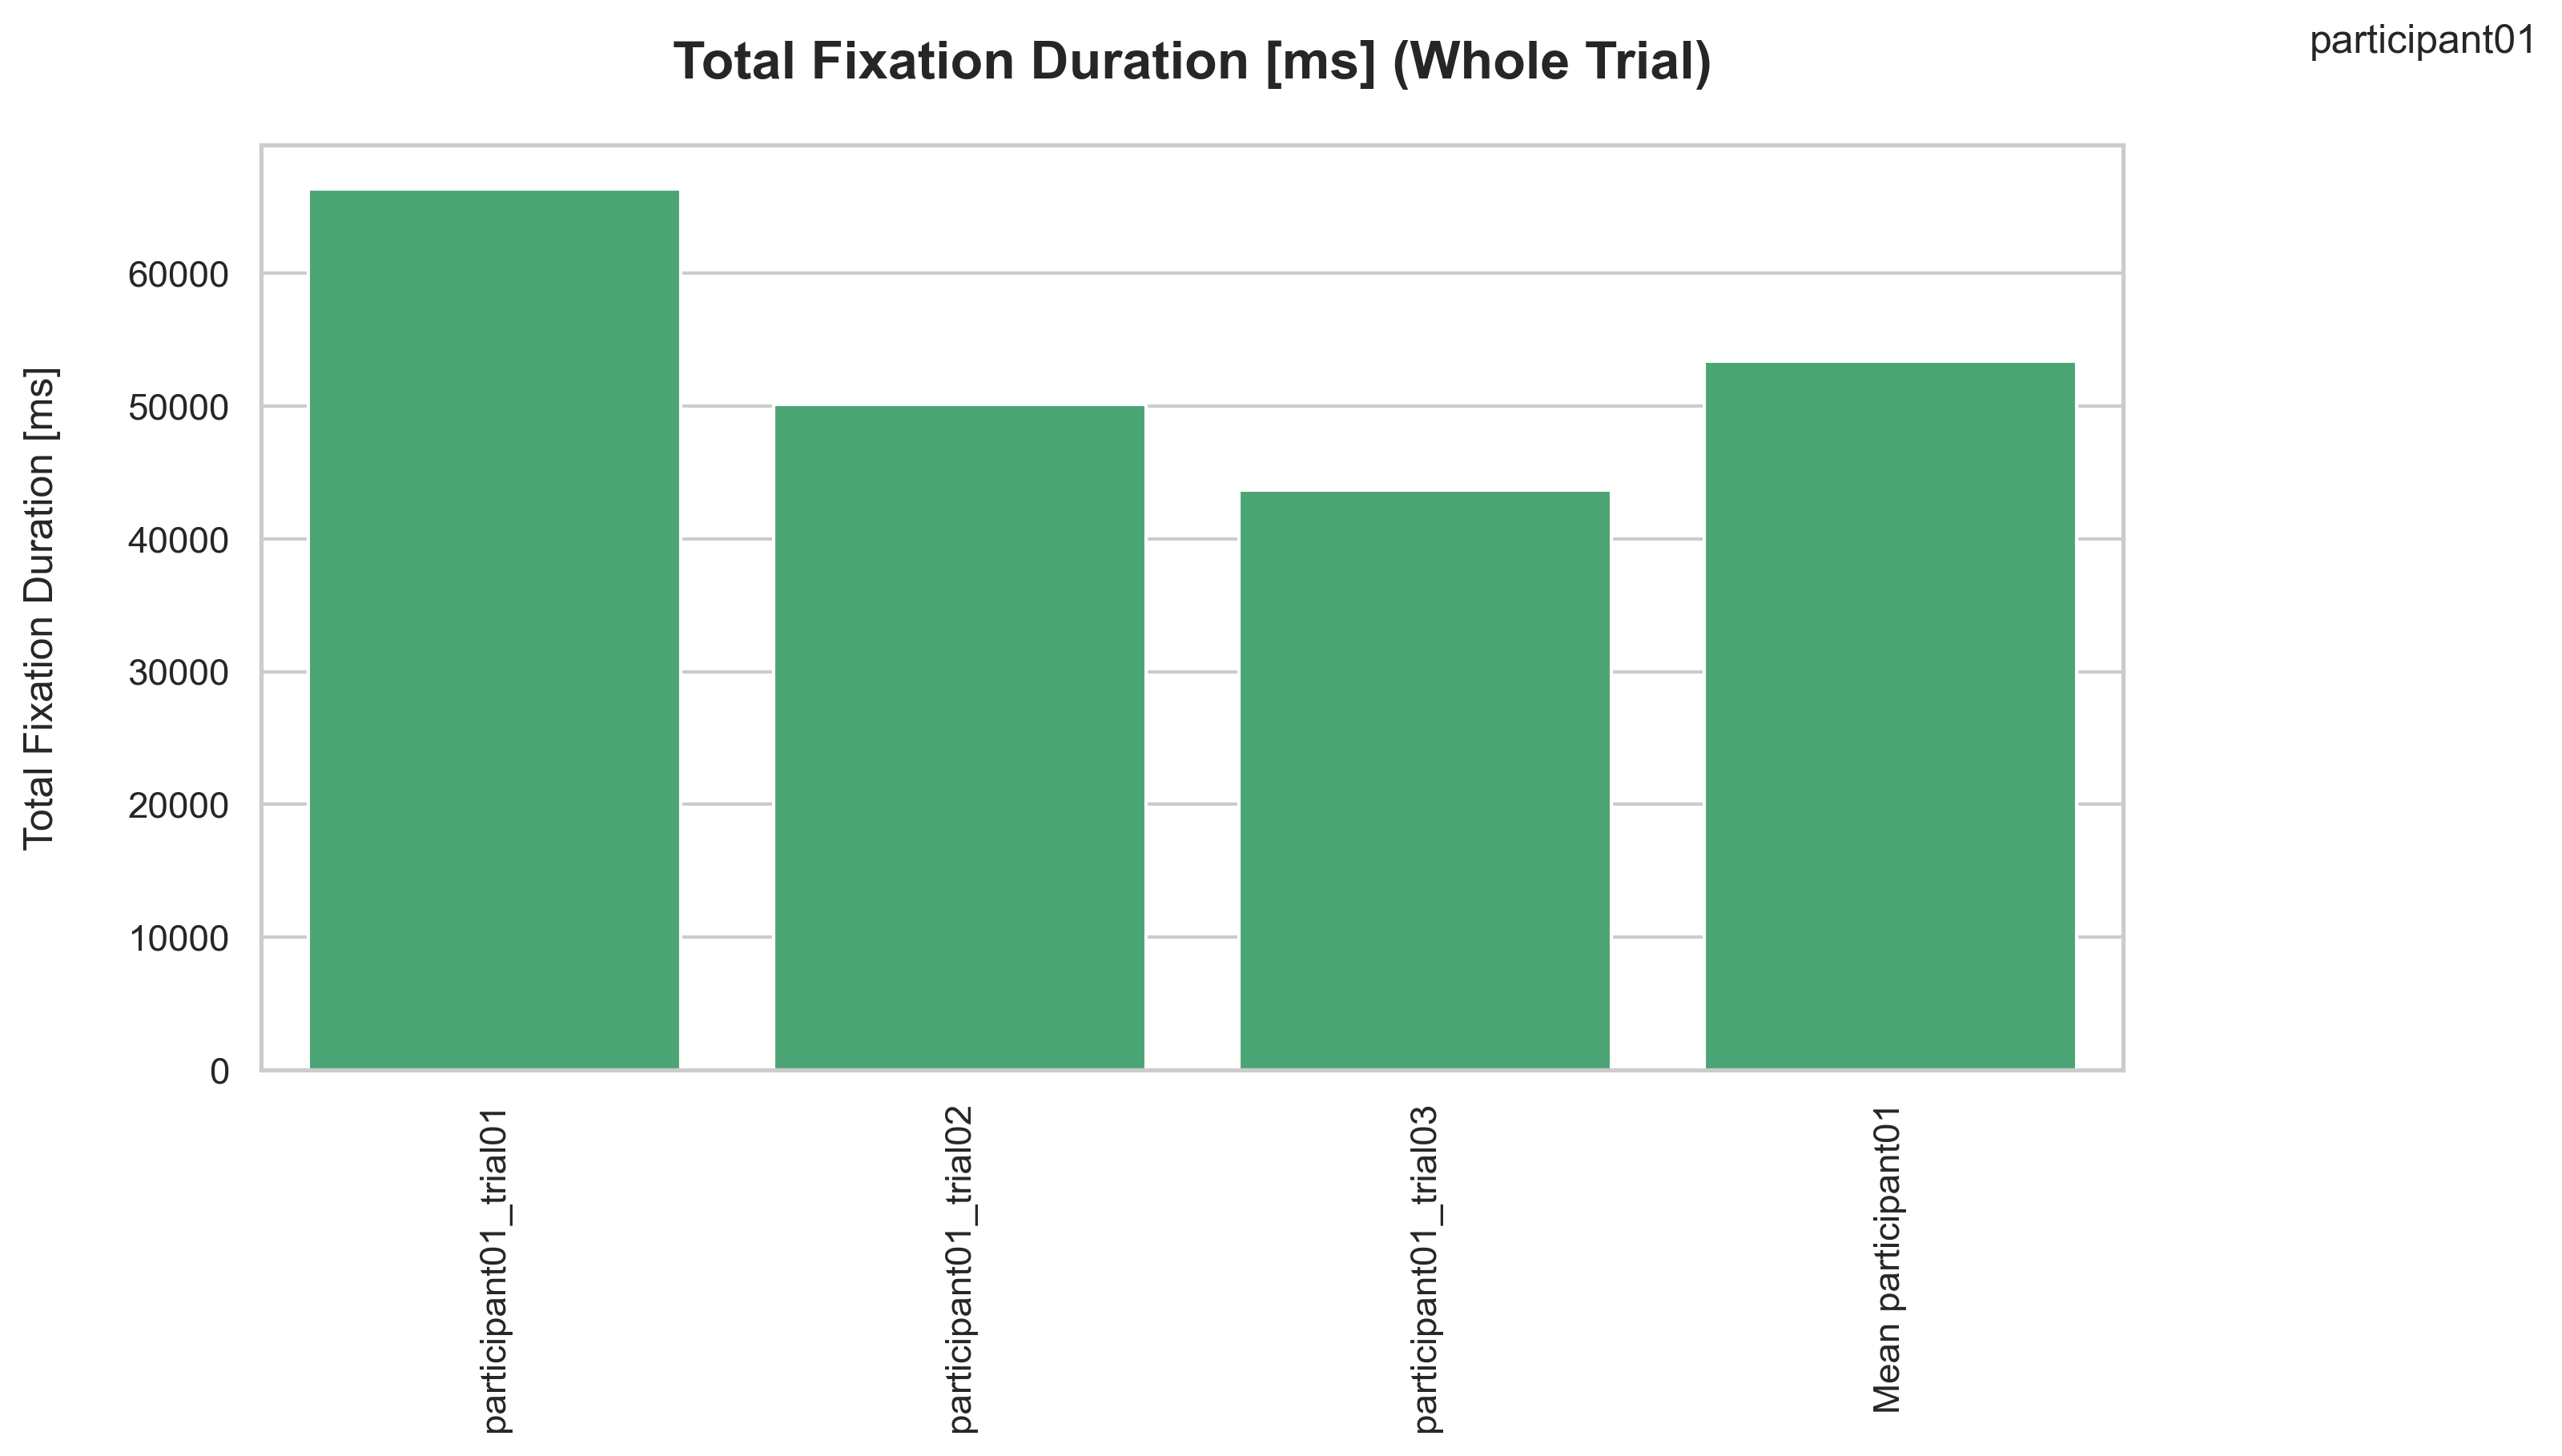 participant01
Total Fixation Duration [ms] (Whole Trial)
Total Fixation Duration [ms]
60000
50000
40000
30000
20000
10000
0
participant01_trial01
participant01_trial02
participant01_trial03
Mean participant01